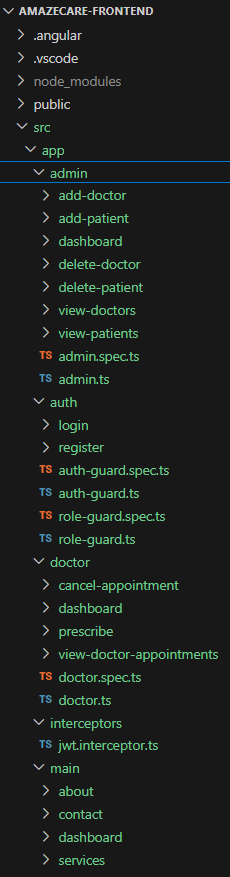 AMAZECARE-FRONTEND
.angular
.vscode
node_modules
public
src
app
admin
add-doctor
add-patient
dashboard
delete-doctor
delete-patient
view-doctors
view-patients
TS admin.spec.ts
TS admin.ts
auth
login
register
TS auth-guard.spec.ts
TS auth-guard.ts
TS role-guard.spec.ts
TS role-guard.ts
doctor
cancel-appointment
dashboard
prescribe
view-doctor-appointments
TS doctor.spec.ts
TS doctor.ts
interceptors
TS jwt.interceptor.ts
main
about
contact
dashboard
services